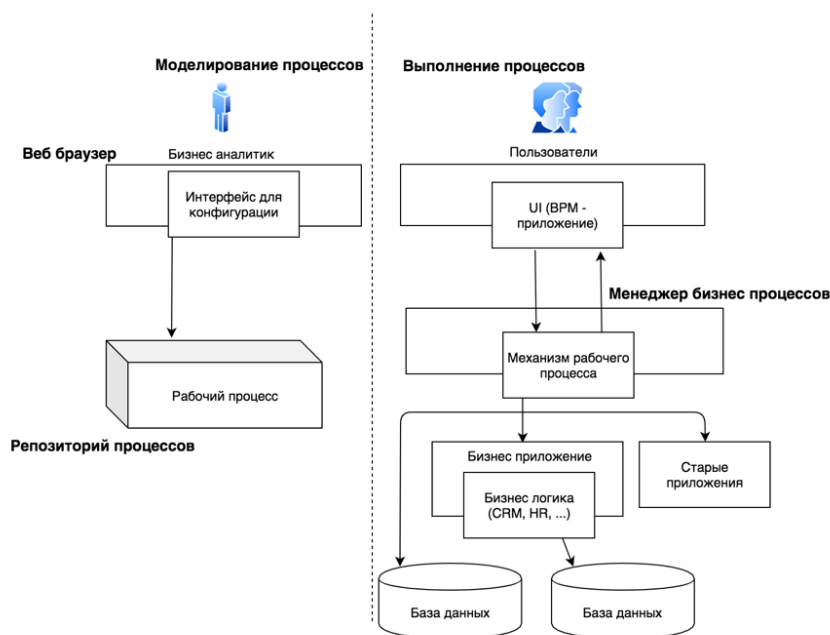 Моделирование процессов
Выполнение процессов
Веб браузер
Бизнес аналитик
Пользователи
Интерфейс для
конфигурации
UI (BPM -
приложение)
Менеджер бизнес процессов
Механизм рабочего
процесса
Рабочий процесс
Репозиторий процессов
Бизнес приложение
Бизнес логика
(CRM, HR, ...)
Старые
приложения
База данных
База данных